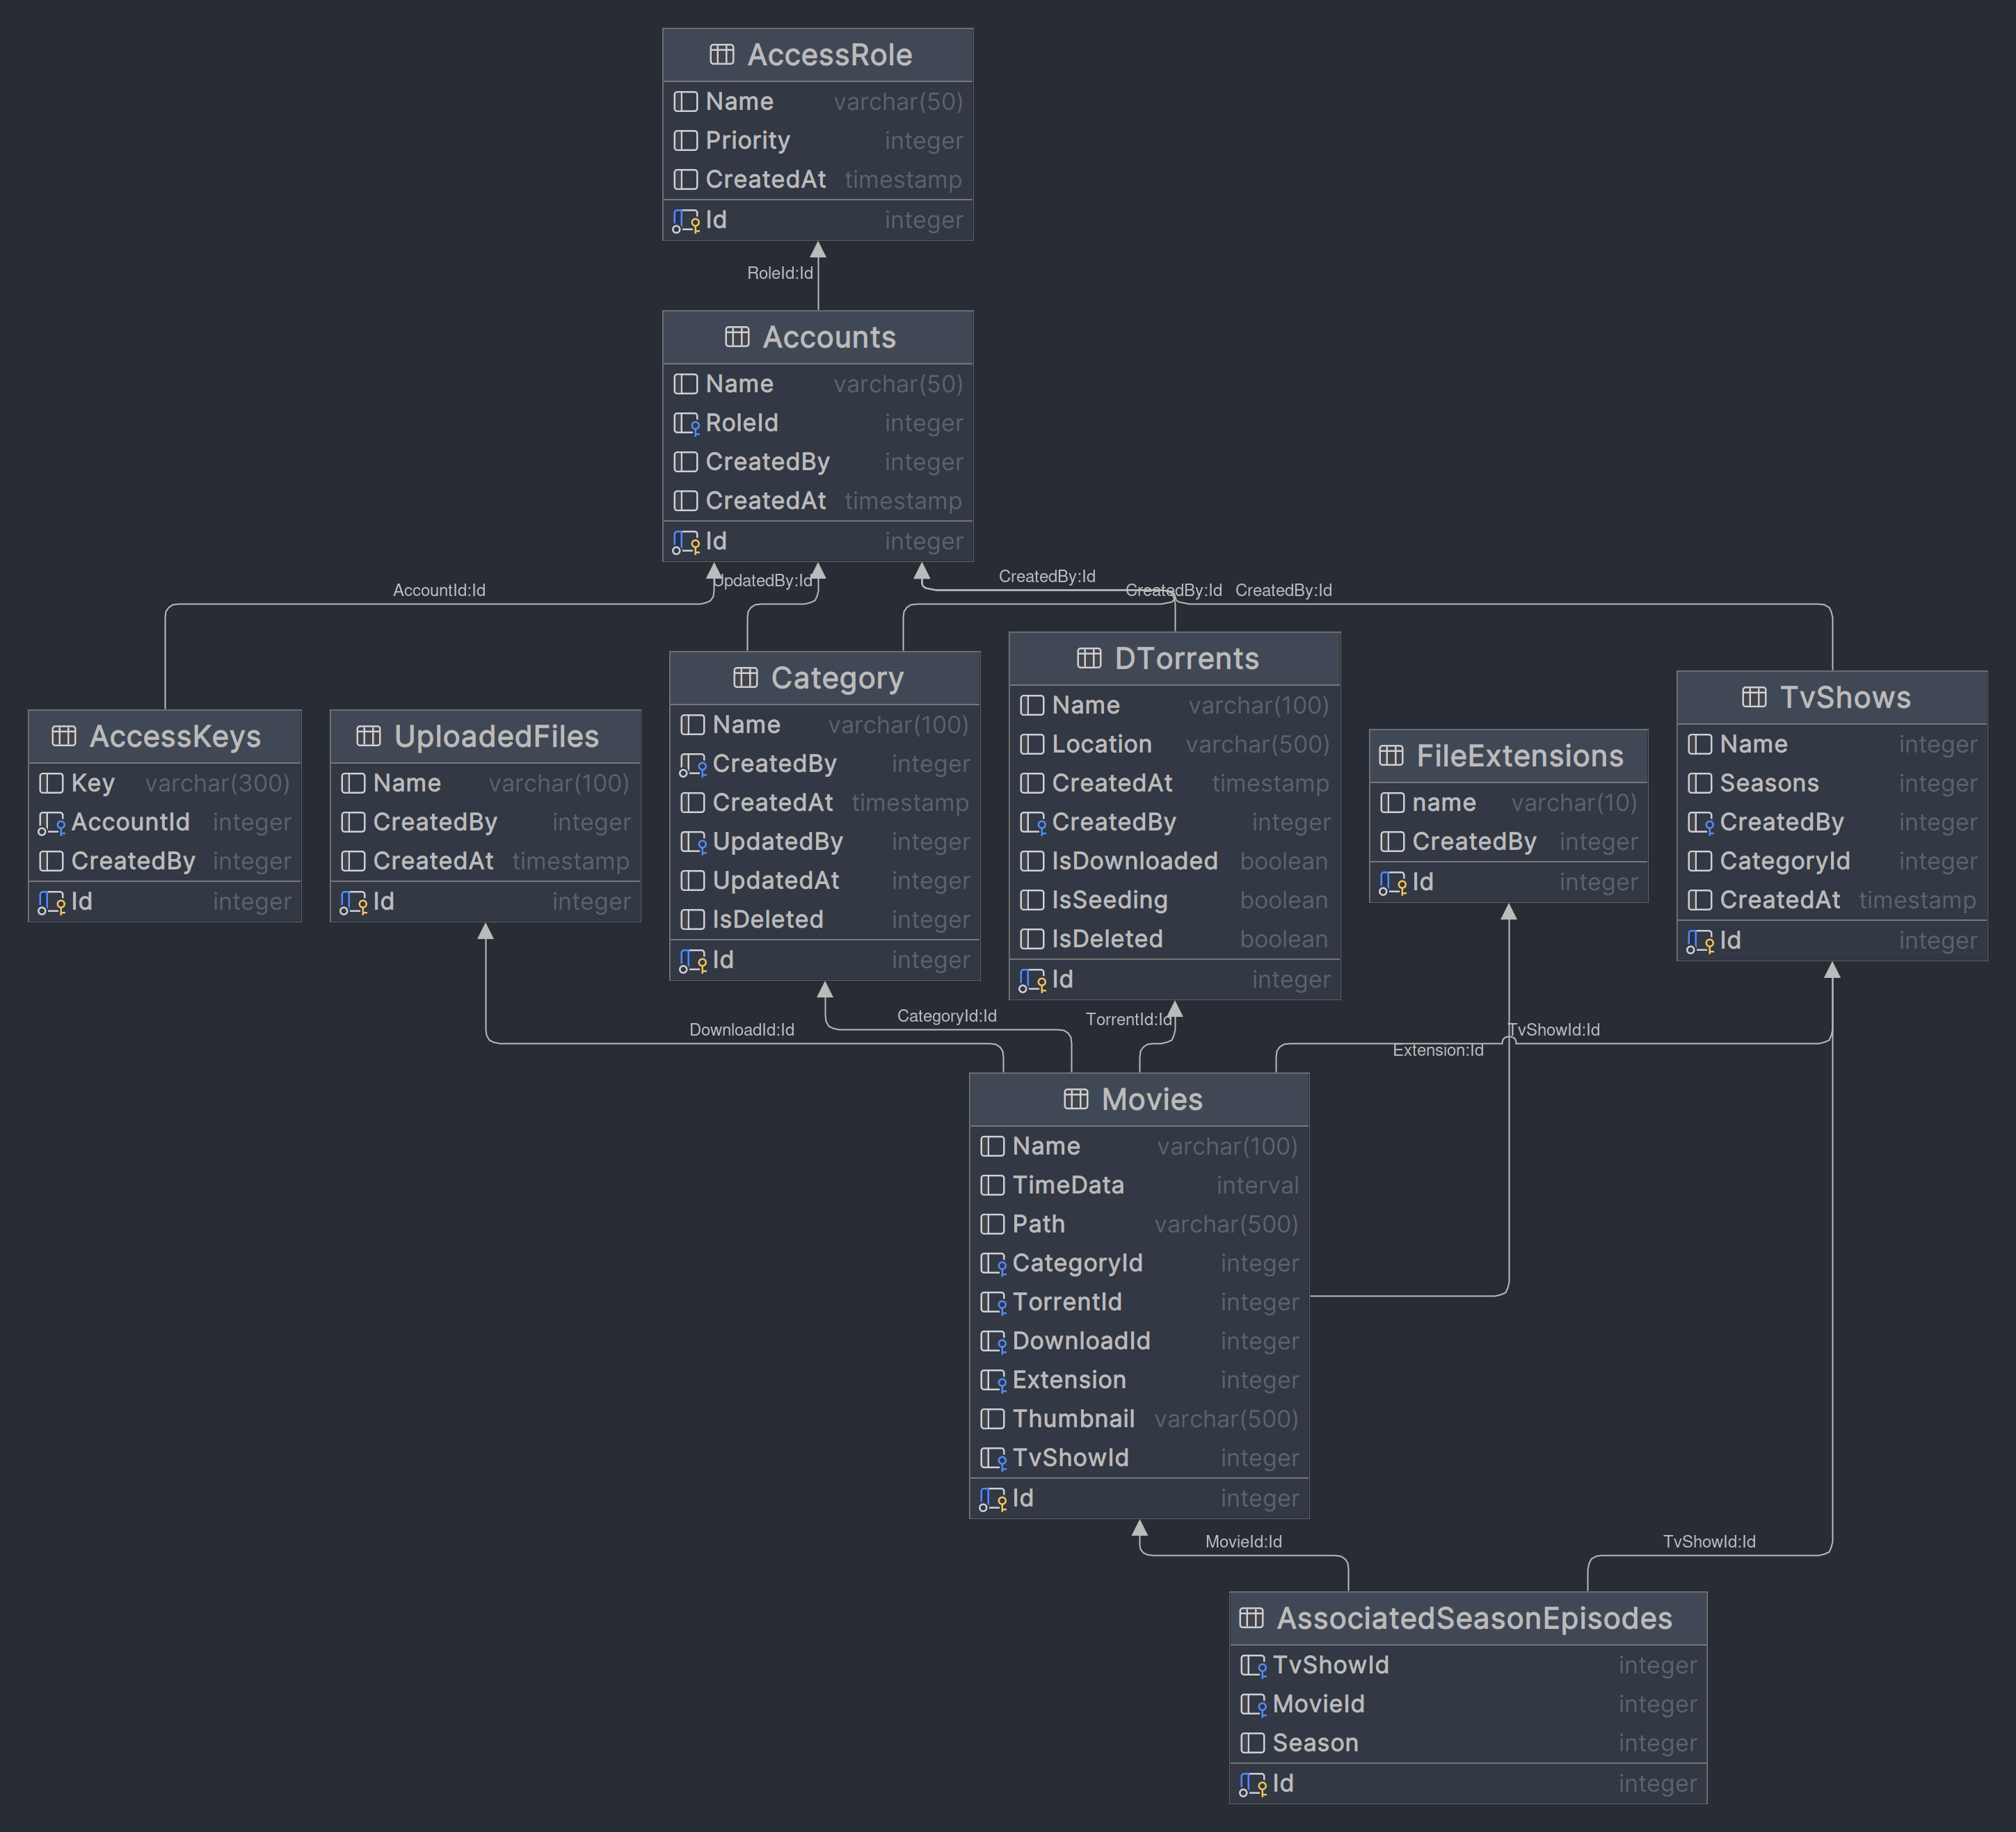 AccessRole
Name varchar(50)
Priority integer
CreatedAt timestamp
Id integer
RoleId:Id
Accounts
Name varchar(50)
RoleId integer
CreatedBy integer
CreatedAt timestamp
Id integer
AccountId:Id
UpdatedBy:Id
CreatedBy:Id
CreatedBy:Id
CreatedBy:Id
AccessKeys
Key varchar(300)
AccountId integer
CreatedBy integer
Id integer
UploadedFiles
Name varchar(100)
CreatedBy integer
CreatedAt timestamp
Id integer
Category
Name varchar(100)
CreatedBy integer
CreatedAt timestamp
UpdatedBy integer
UpdatedAt integer
IsDeleted integer
Id integer
DTorrents
Name varchar(100)
Location varchar(500)
CreatedAt timestamp
CreatedBy integer
IsDownloaded boolean
IsSeeding boolean
IsDeleted boolean
Id integer
FileExtensions
name varchar(10)
CreatedBy integer
Id integer
TvShows
Name integer
Seasons integer
CreatedBy integer
CategoryId integer
CreatedAt timestamp
Id integer
DownloadId:Id
CategoryId:Id
TorrentId:Id
Extension:Id
TvShowId:Id
Movies
Name varchar(100)
TimeData interval
Path varchar(500)
CategoryId integer
TorrentId integer
DownloadId integer
Extension integer
Thumbnail varchar(500)
TvShowId integer
Id integer
MovieId:Id
TvShowId:Id
AssociatedSeasonEpisodes
TvShowId integer
MovieId integer
Season integer
Id integer